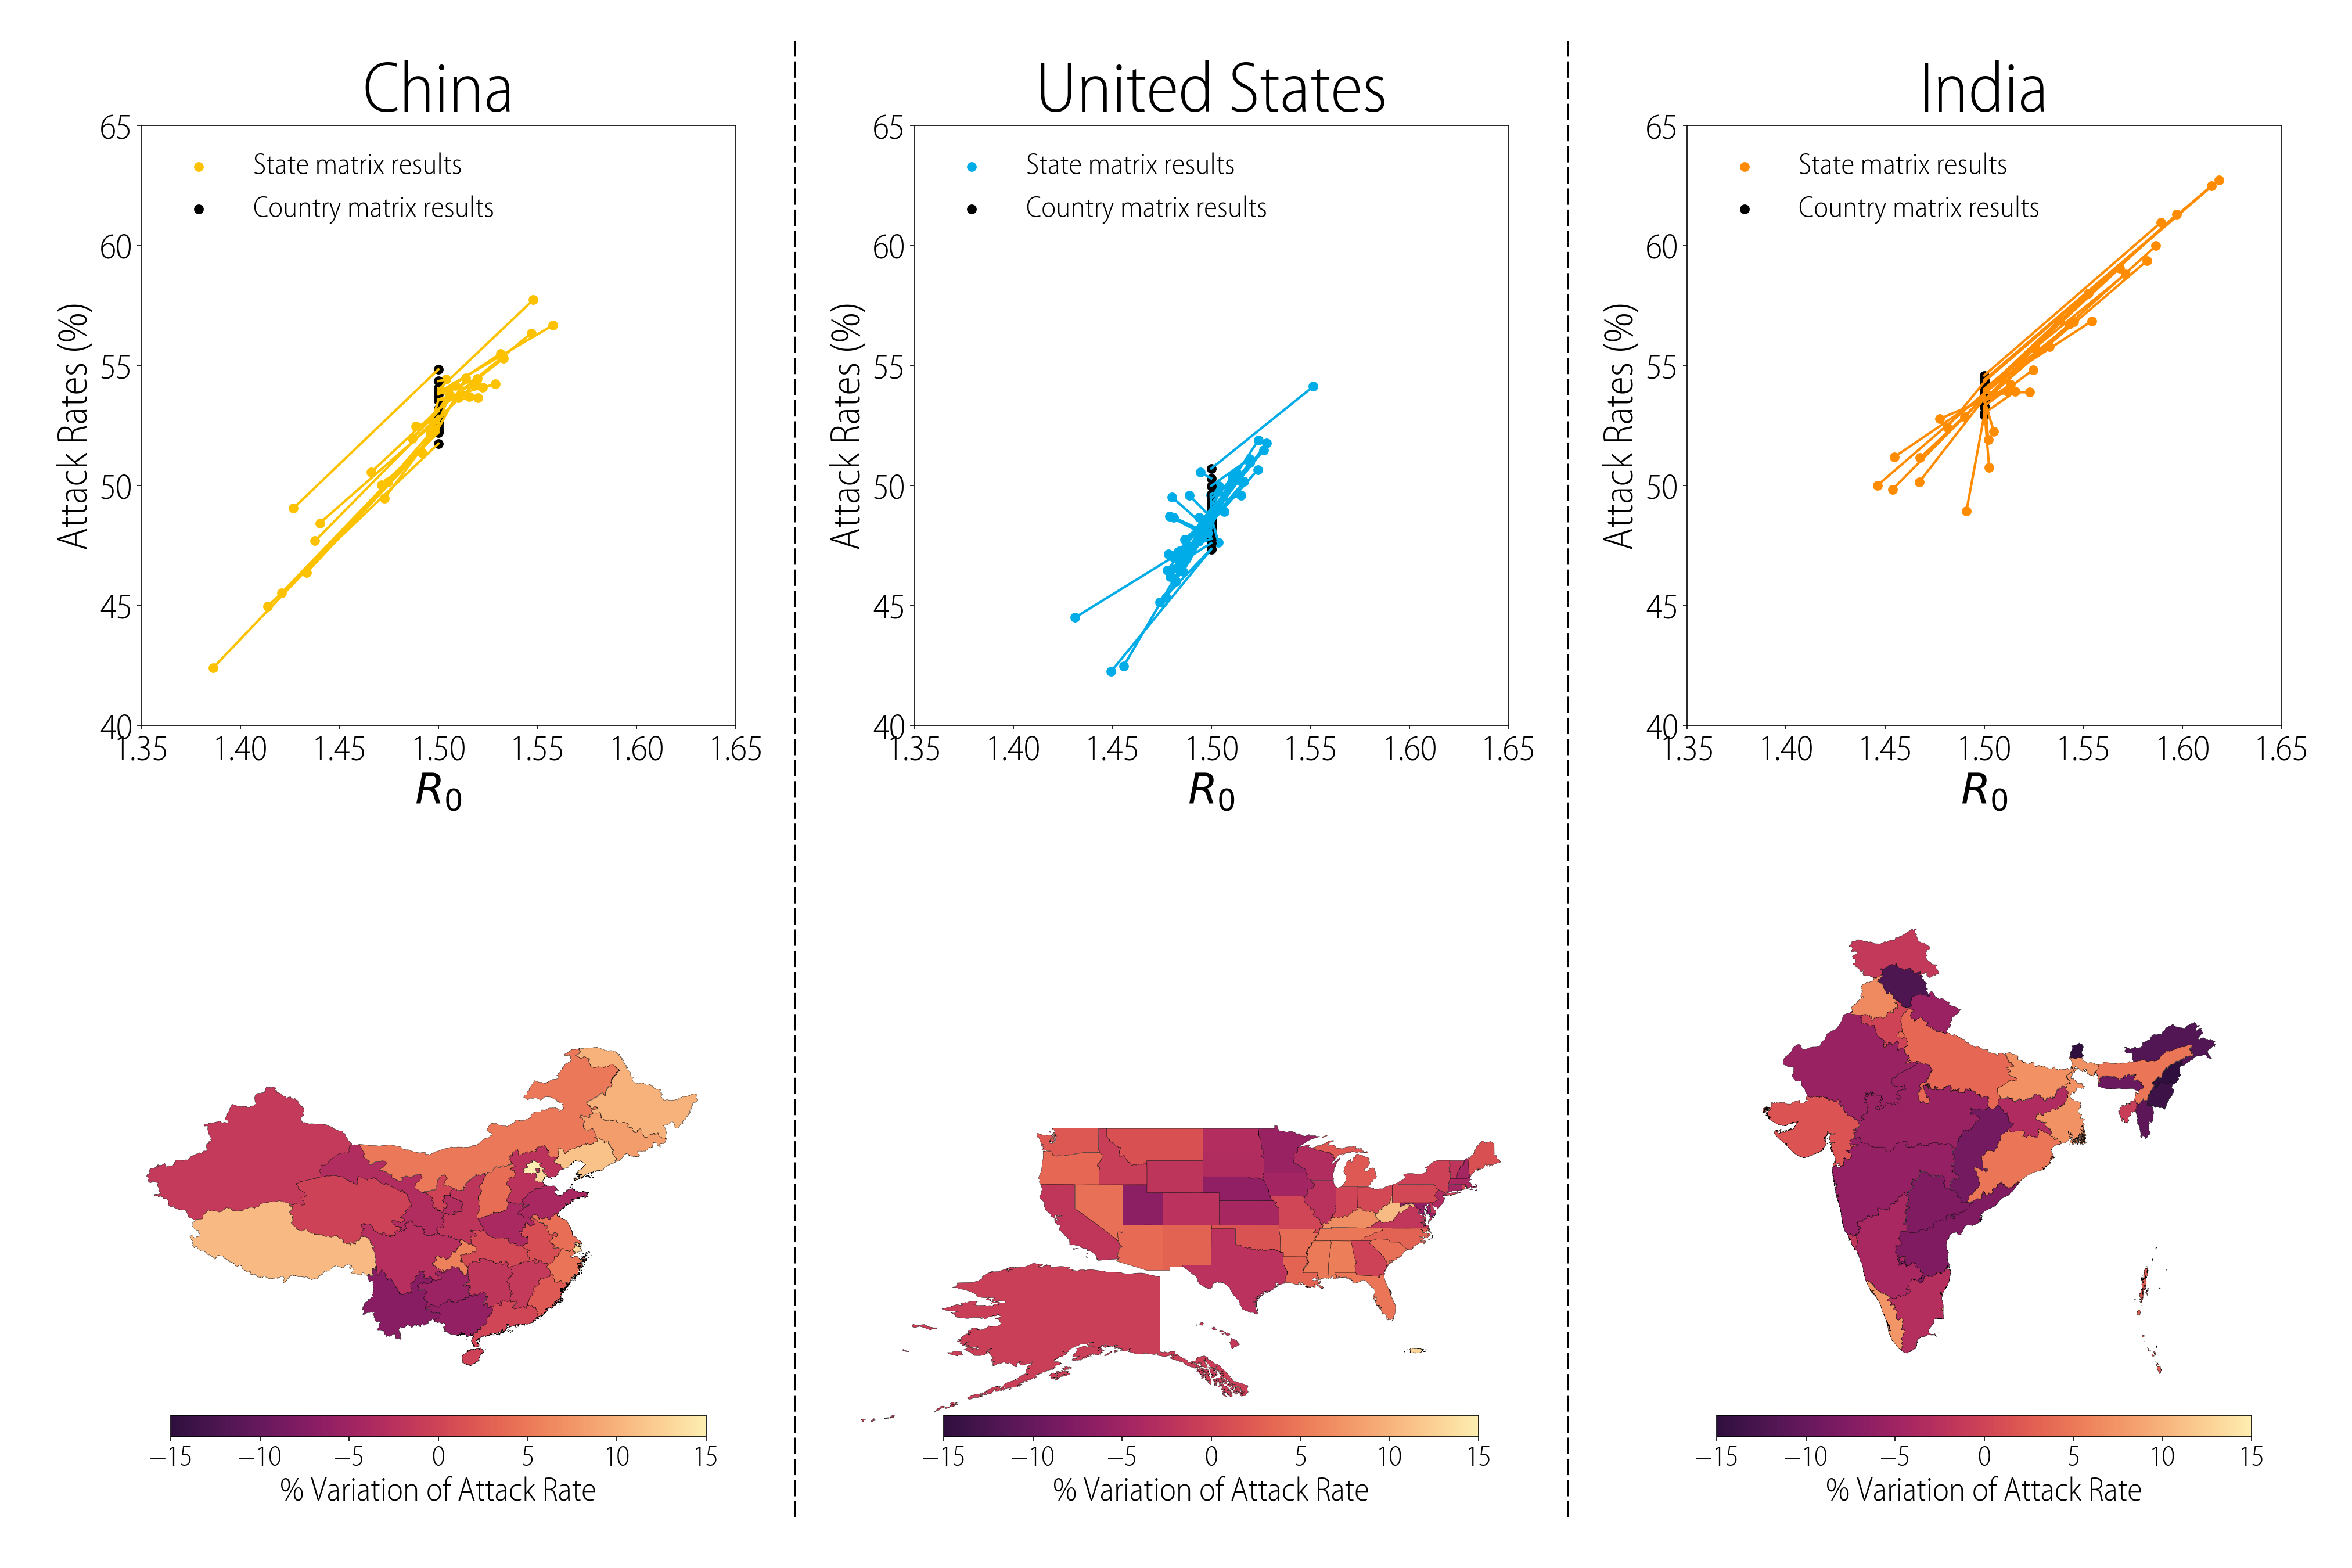 China
65
60
55
50
45
40
Attack Rates (%)
State matrix results
Country matrix results
1.35 1.40 1.45 1.50 1.55 1.60 1.65
R0
−15 −10 −5 0 5 10 15
% Variation of Attack Rate
United States
65
60
55
50
45
40
Attack Rates (%)
State matrix results
Country matrix results
1.35 1.40 1.45 1.50 1.55 1.60 1.65
R0
−15 −10 −5 0 5 10 15
% Variation of Attack Rate
India
65
60
55
50
45
40
Attack Rates (%)
State matrix results
Country matrix results
1.35 1.40 1.45 1.50 1.55 1.60 1.65
R0
−15 −10 −5 0 5 10 15
% Variation of Attack Rate